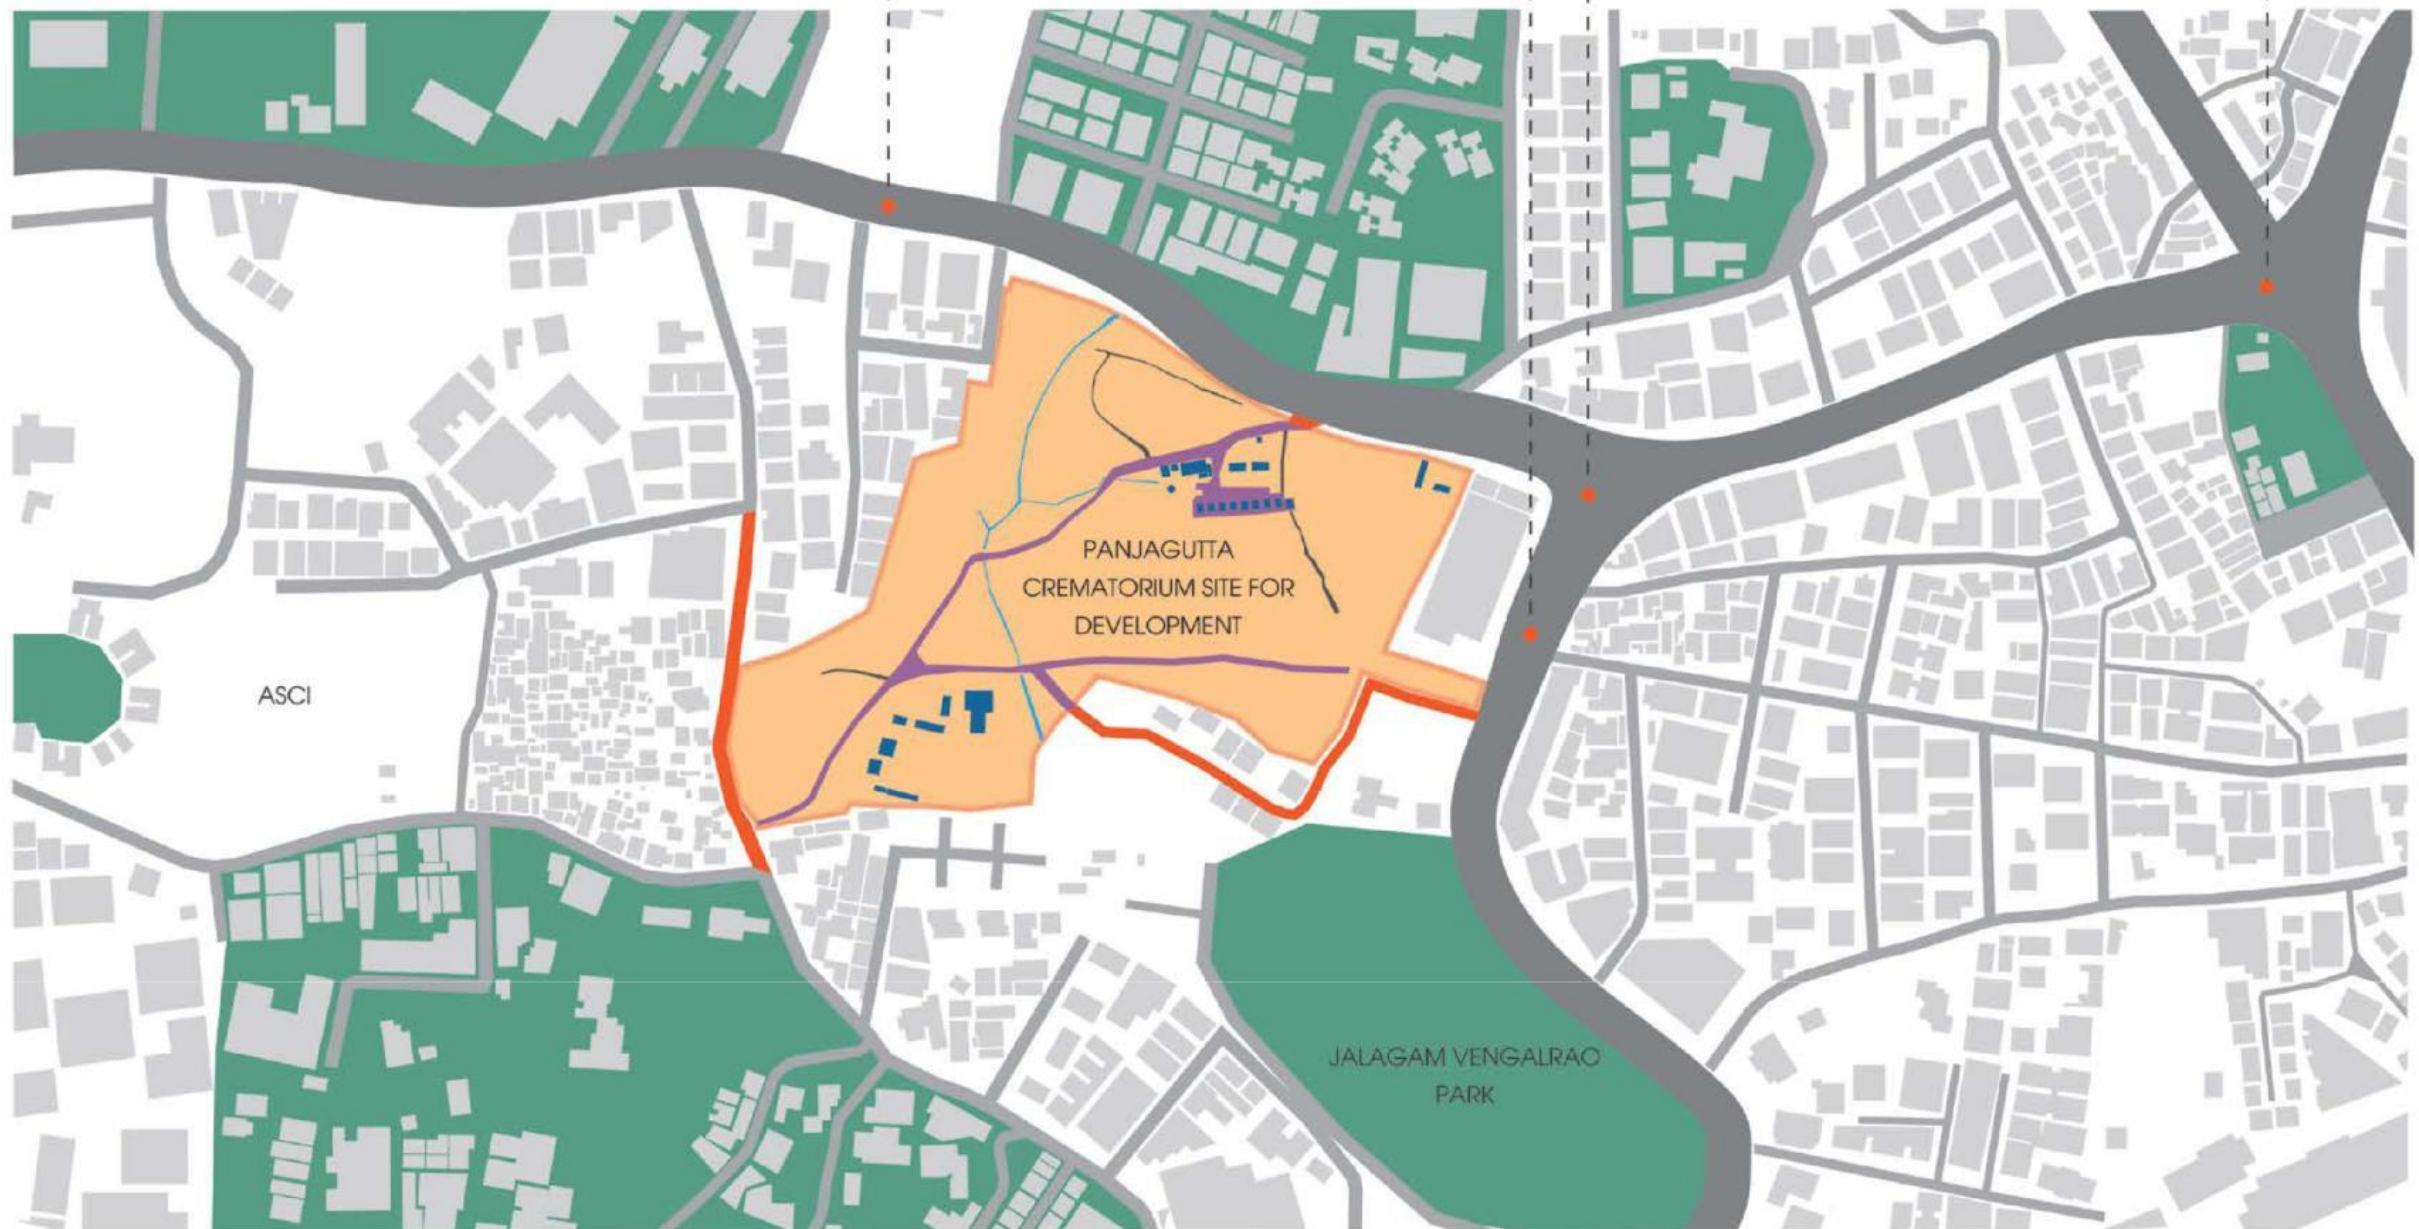 PANJAGUTTA
CREMATORIUM SITE FOR
DEVELOPMENT
ASCI
JALAGAM VENGALRAO
PARK